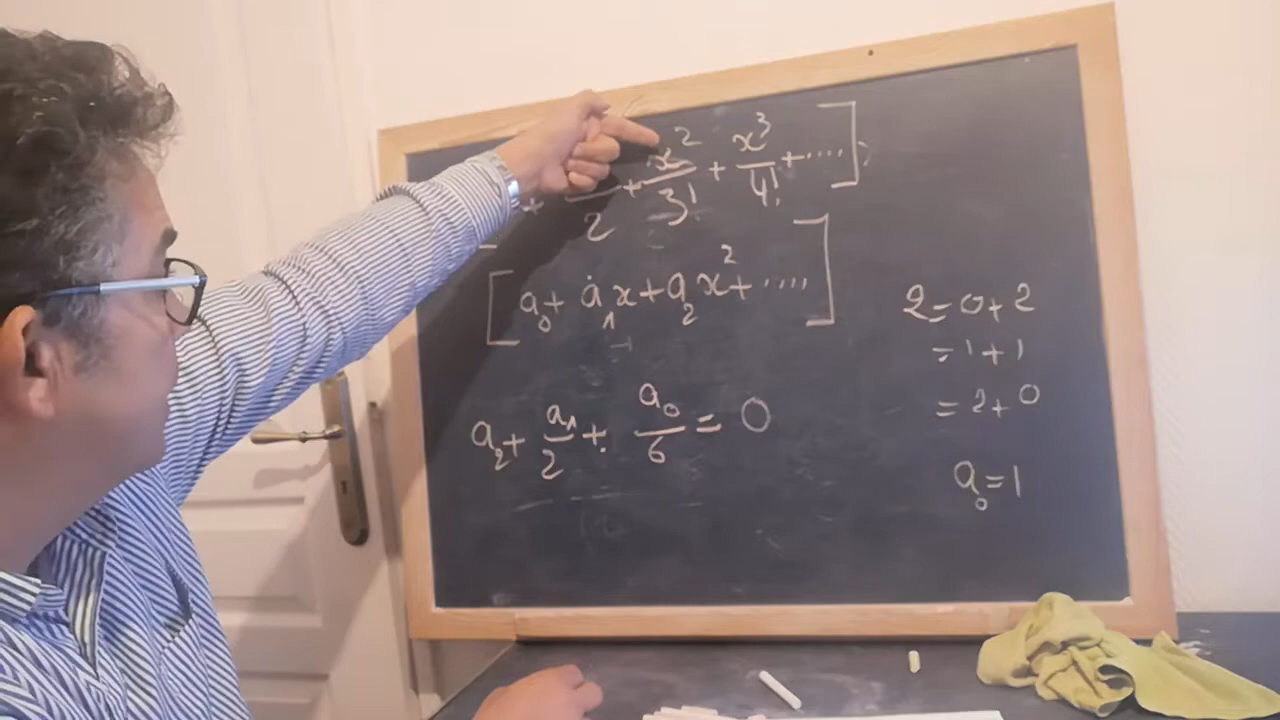 + —/2 + x²/3! + x³/4! + ....]
[a₀ + a₁x + a₂x² + ....]
a₂ + a₁/2 + a₀/6 = 0
2 = 0 + 2
= 1 + 1
= 2 + 0
a₀ = 1